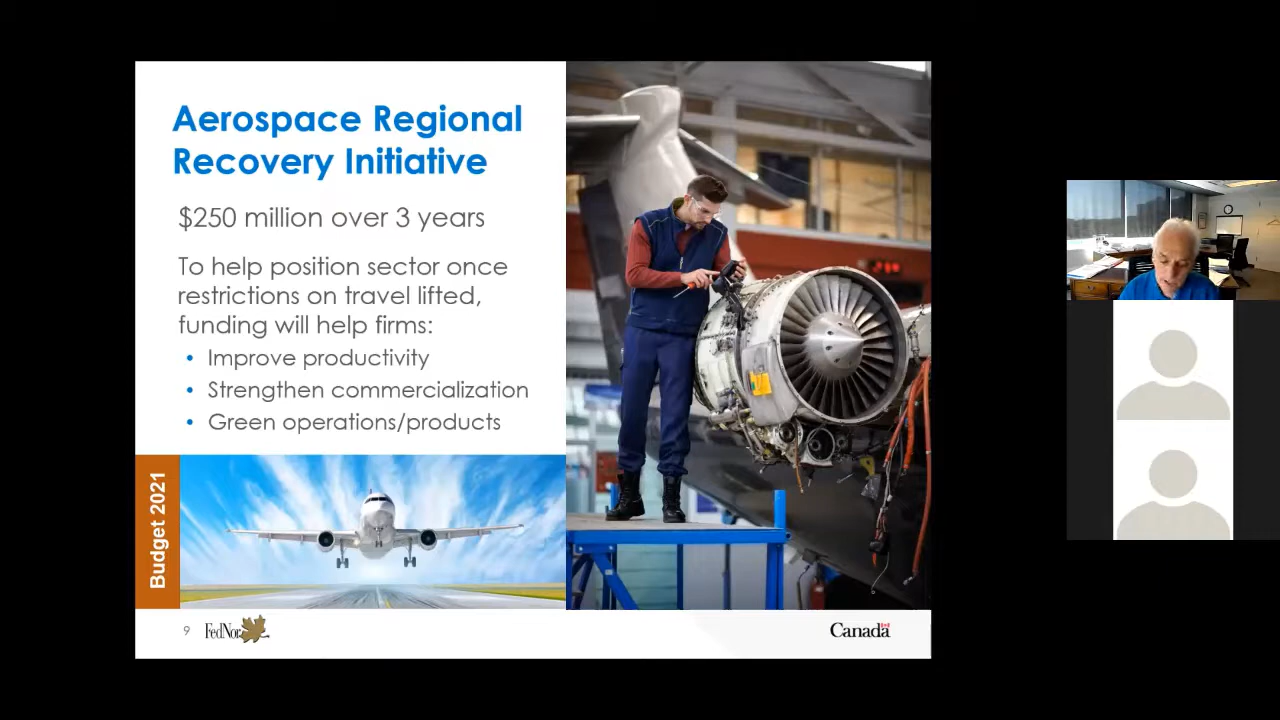 Aerospace Regional
Recovery Initiative
$250 million over 3 years
To help position sector once
restrictions on travel lifted,
funding will help firms:
• Improve productivity
• Strengthen commercialization
• Green operations/products
Budget 2021
9
FedNor
Canada